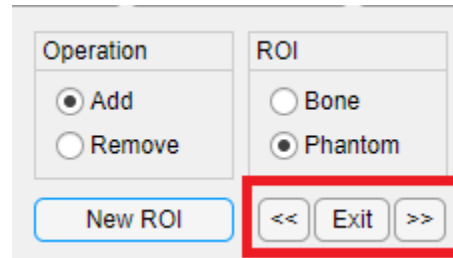 Operation ROI
Add Bone
Remove Phantom
New ROI << Exit >>